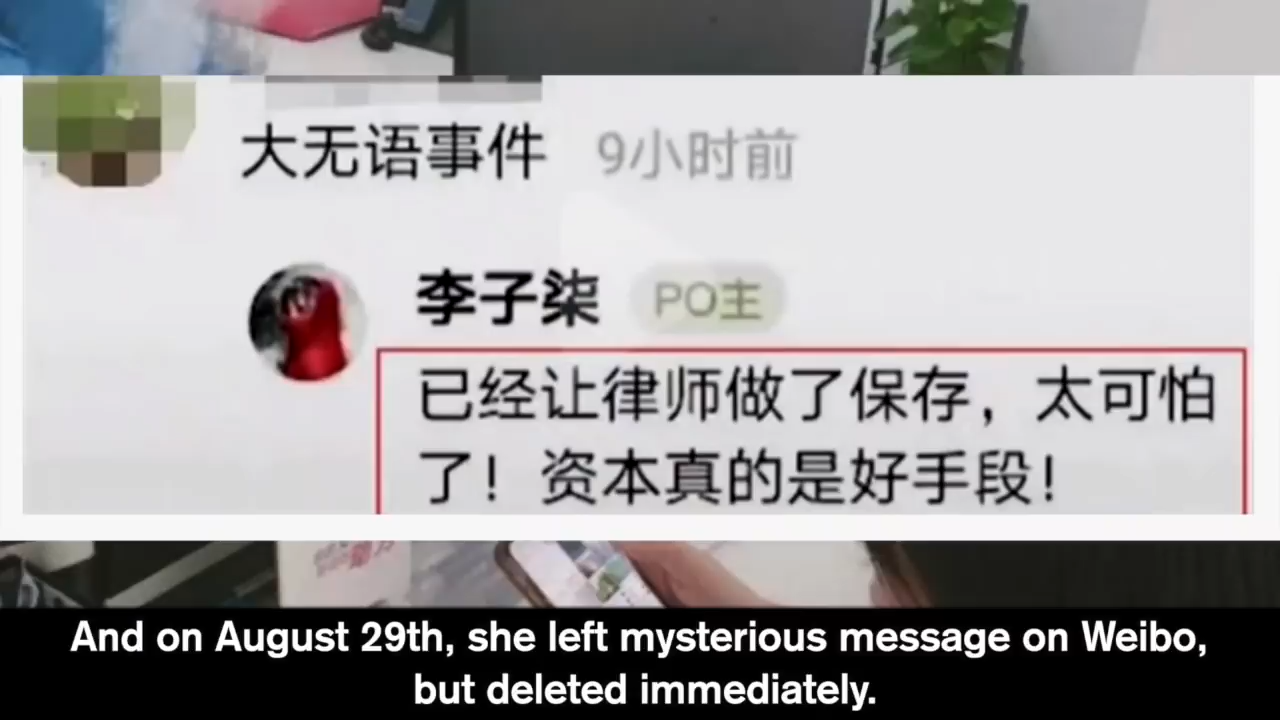 大无语事件 9小时前
李子柒 PO主
已经让律师做了保存，太可怕
了！资本真的是好手段！
And on August 29th, she left mysterious message on Weibo,
but deleted immediately.